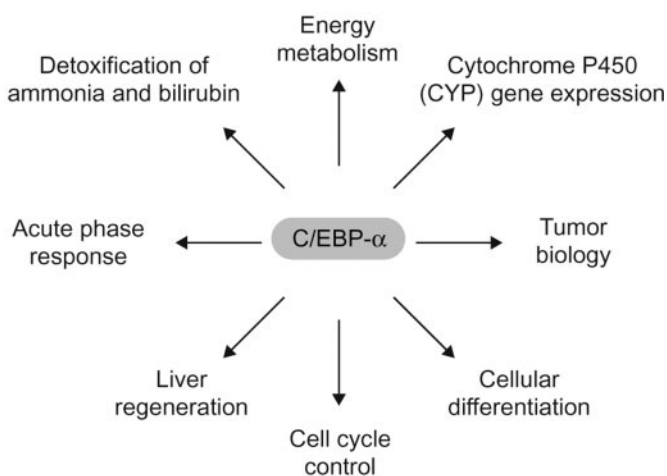 Energy
metabolism
Detoxification of
ammonia and bilirubin
Cytochrome P450
(CYP) gene expression
Acute phase
response
C/EBP-α
Tumor
biology
Liver
regeneration
Cellular
differentiation
Cell cycle
control